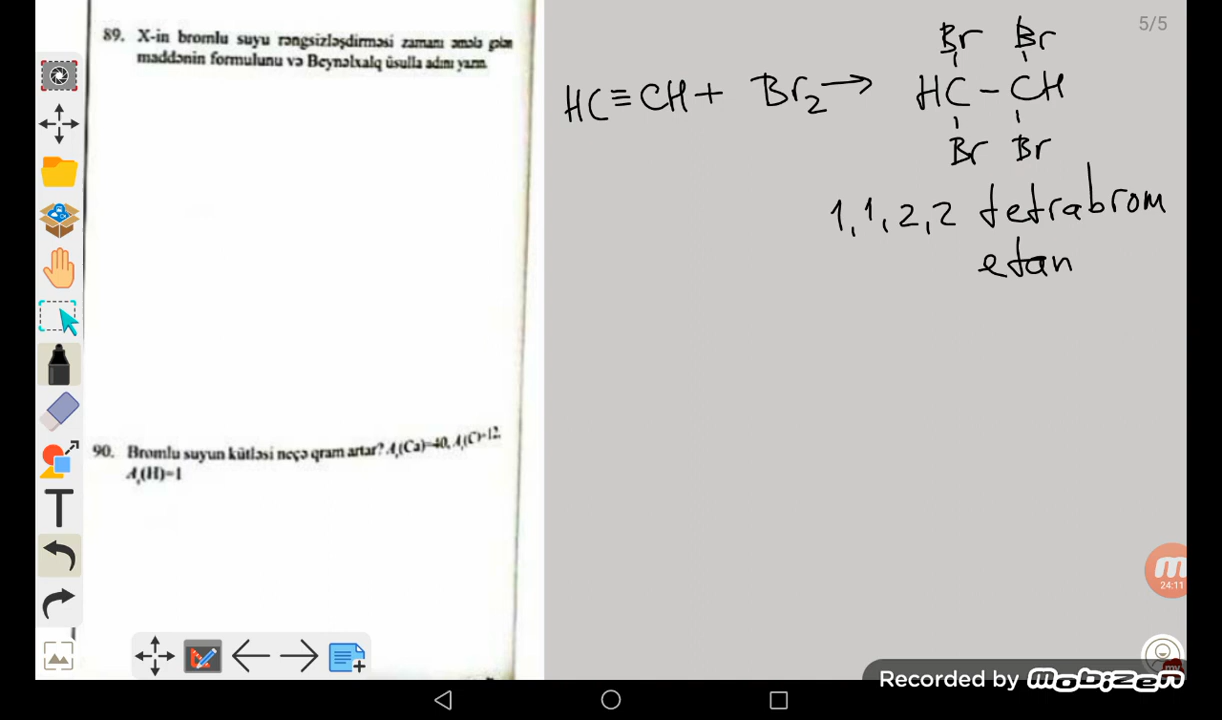 89. X-in bromlu suyu rəngsizləşdirməsi zamanı əmələ gələn
maddənin formulunu və Beynəlxalq üsulla adını yazın.
90. Bromlu suyun kütləsi neçə qram artar? Aᵣ(Ca)=40, Aᵣ(C)=12,
Aᵣ(H)=1
5/5
Br Br
HC≡CH + Br₂ → HC - CH
Br Br
1,1,2,2 tetrabrom
etan
T
24:11
Recorded by mobizen